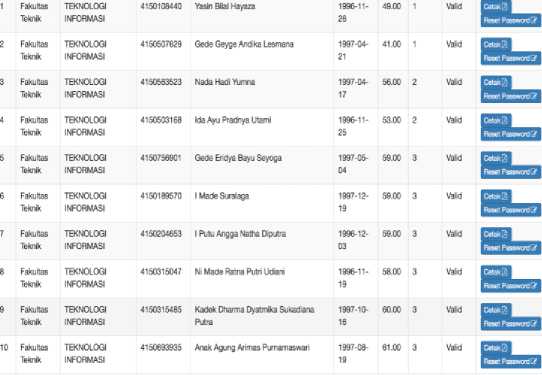 1 Fakultas TEKNOLOGI 4150108440 Yasin Bilal Hayaza 1996-11- 49.00 1 Valid Cetak
Teknik INFORMASI 26 Reset Password
2 Fakultas TEKNOLOGI 4150507629 Gede Geyge Andika Lesmana 1997-04- 41.00 1 Valid Cetak
Teknik INFORMASI 21 Reset Password
3 Fakultas TEKNOLOGI 4150563523 Nada Hadi Yumna 1997-04- 56.00 2 Valid Cetak
Teknik INFORMASI 17 Reset Password
4 Fakultas TEKNOLOGI 4150503168 Ida Ayu Pradnya Utami 1996-11- 53.00 2 Valid Cetak
Teknik INFORMASI 25 Reset Password
5 Fakultas TEKNOLOGI 4150756901 Gede Eridya Bayu Seyoga 1997-05- 59.00 3 Valid Cetak
Teknik INFORMASI 04 Reset Password
6 Fakultas TEKNOLOGI 4150189570 I Made Suralaga 1997-12- 59.00 3 Valid Cetak
Teknik INFORMASI 19 Reset Password
7 Fakultas TEKNOLOGI 4150204653 I Putu Angga Natha Diputra 1996-12- 59.00 3 Valid Cetak
Teknik INFORMASI 03 Reset Password
8 Fakultas TEKNOLOGI 4150315047 Ni Made Ratna Putri Udiani 1996-11- 58.00 3 Valid Cetak
Teknik INFORMASI 19 Reset Password
9 Fakultas TEKNOLOGI 4150315485 Kadek Dharma Dyatmika Sukadiana 1997-10- 60.00 3 Valid Cetak
Teknik INFORMASI Putra 16 Reset Password
10 Fakultas TEKNOLOGI 4150693935 Anak Agung Arimas Purnamaswari 1997-08- 61.00 3 Valid Cetak
Teknik INFORMASI 19 Reset Password